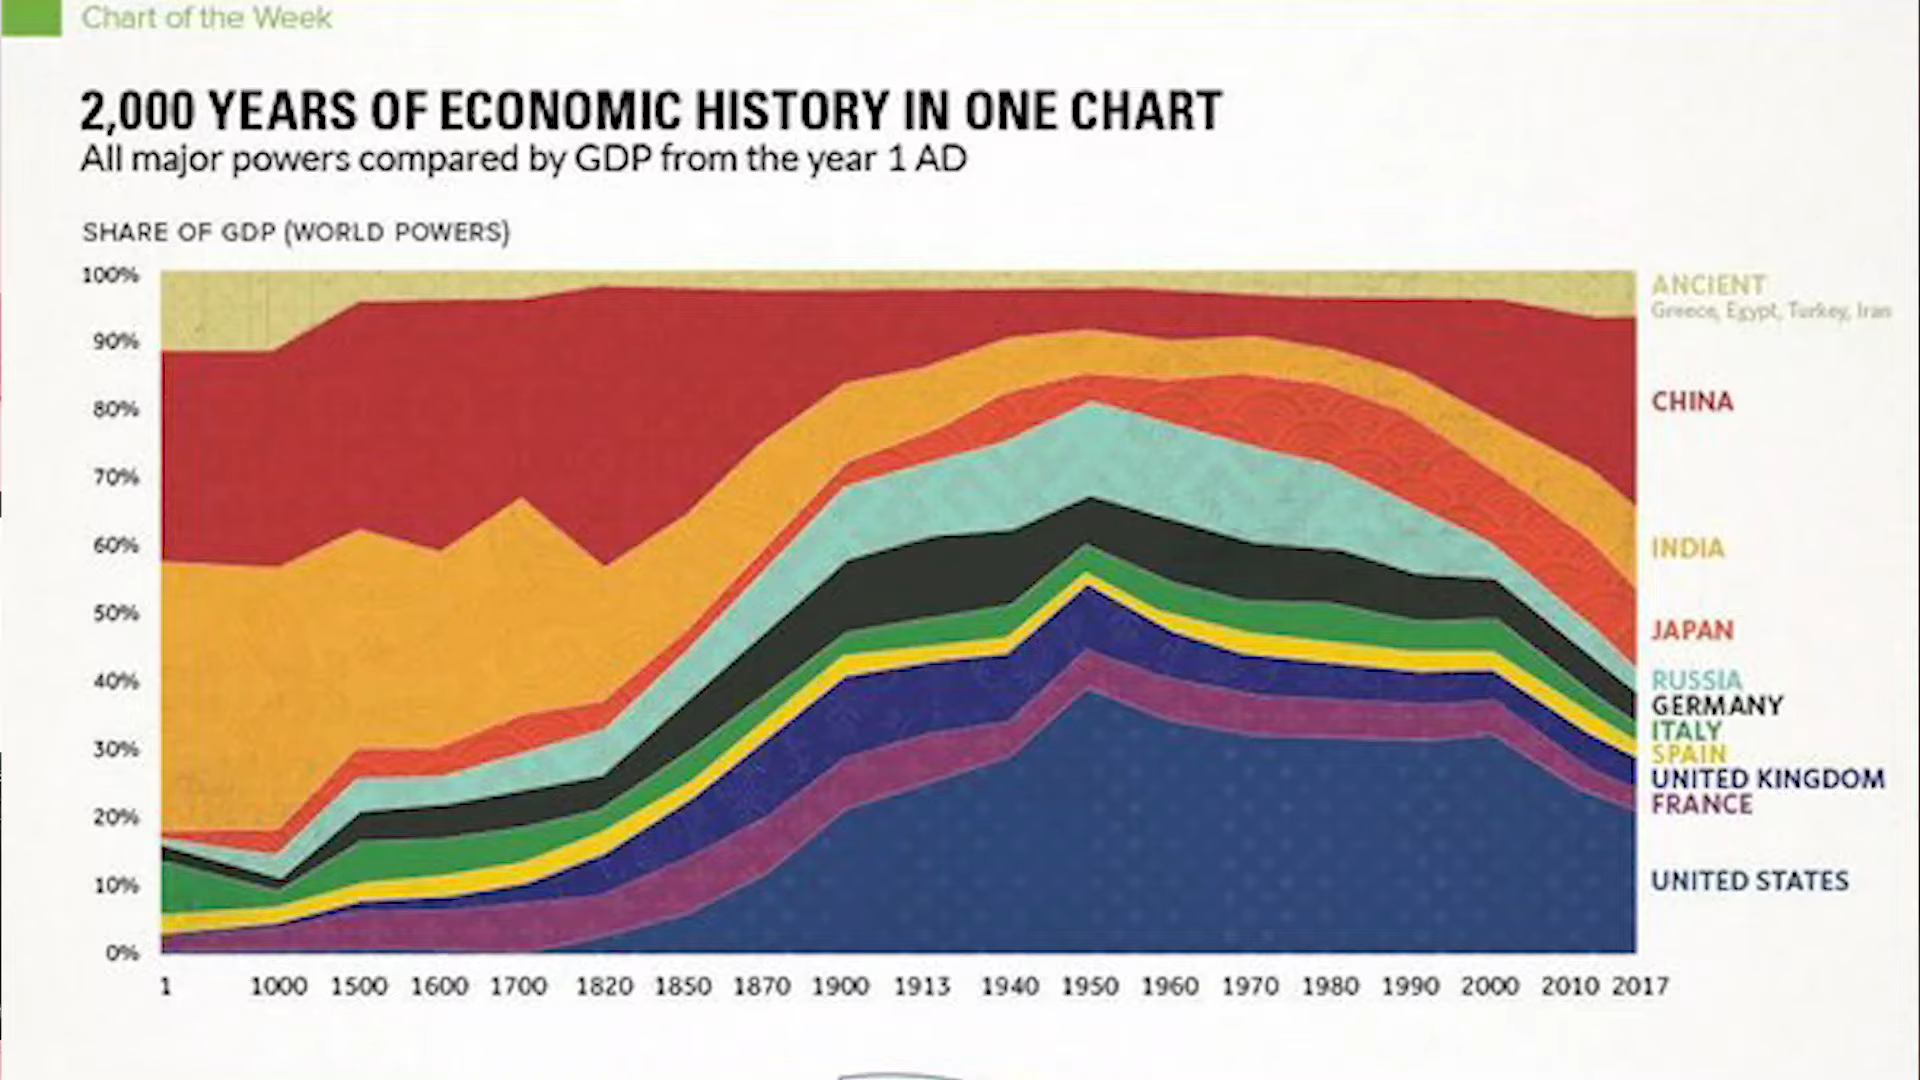 Chart of the Week
2,000 YEARS OF ECONOMIC HISTORY IN ONE CHART
All major powers compared by GDP from the year 1 AD
SHARE OF GDP (WORLD POWERS)
100%
90%
80%
70%
60%
50%
40%
30%
20%
10%
0%
1 1000 1500 1600 1700 1820 1850 1870 1900 1913 1940 1950 1960 1970 1980 1990 2000 2010 2017
ANCIENT
Greece, Egypt, Turkey, Iran
CHINA
INDIA
JAPAN
RUSSIA
GERMANY
ITALY
SPAIN
UNITED KINGDOM
FRANCE
UNITED STATES